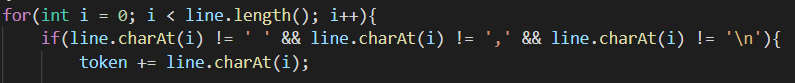 for(int i = 0; i < line.length(); i++){
if(line.charAt(i) != ' ' && line.charAt(i) != ',' && line.charAt(i) != '\n'){
token += line.charAt(i);